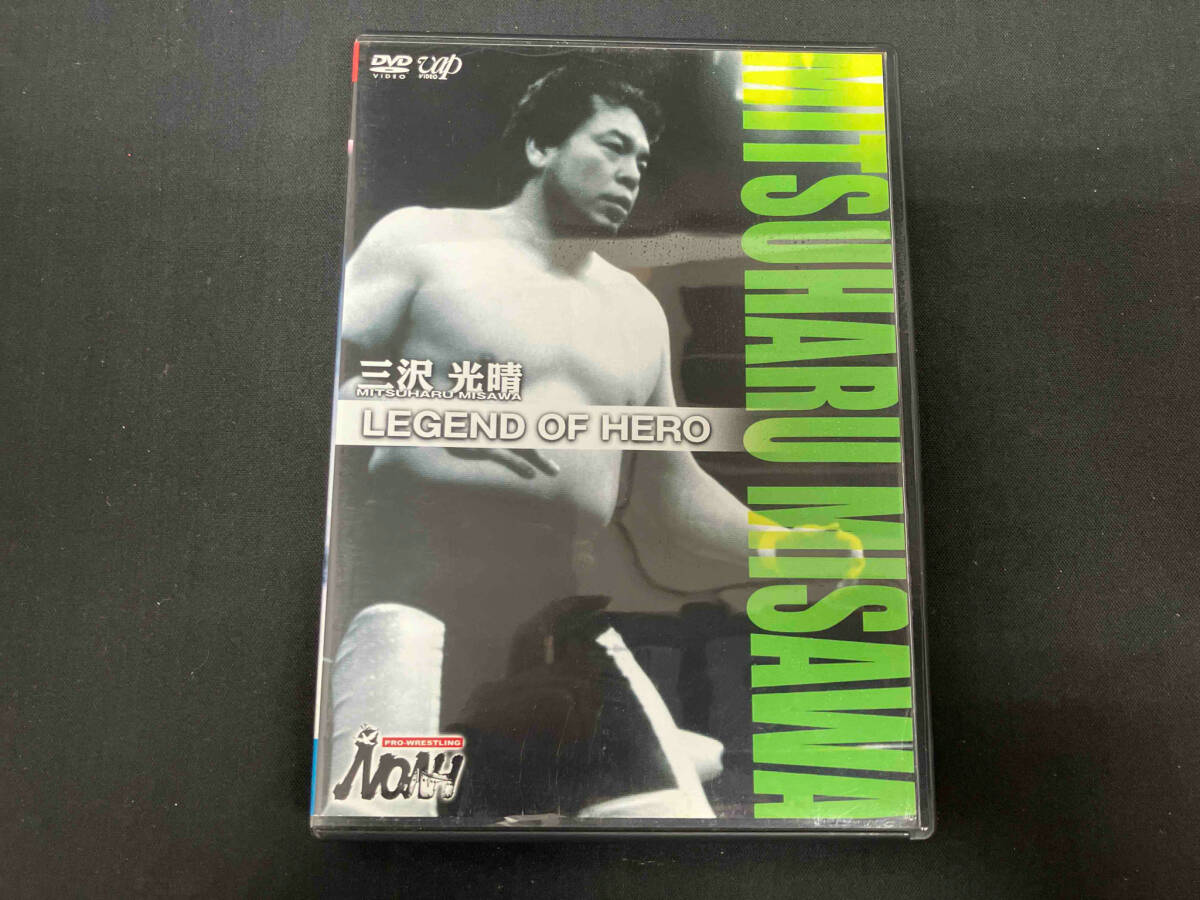 DVD
VIDEO
vap
VIDEO
MITSUHARU MISAWA
三沢 光晴
MITSUHARU MISAWA
LEGEND OF HERO
PRO-WRESTLING
NOAH